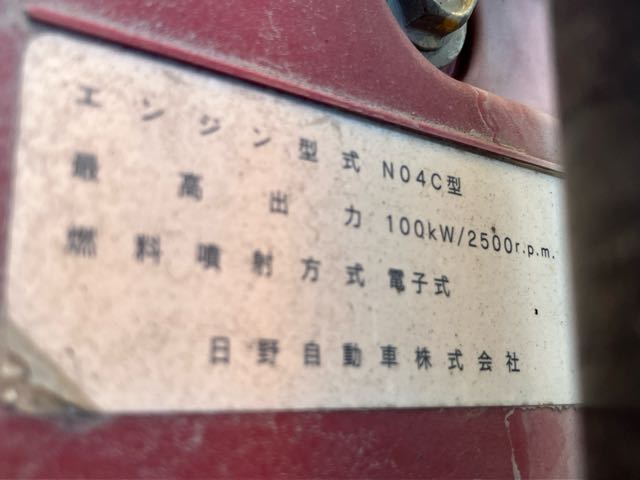 エンジン型式 N04C型
最高出力 100kW/2500r.p.m.
燃料噴射方式 電子式
日野自動車株式会社